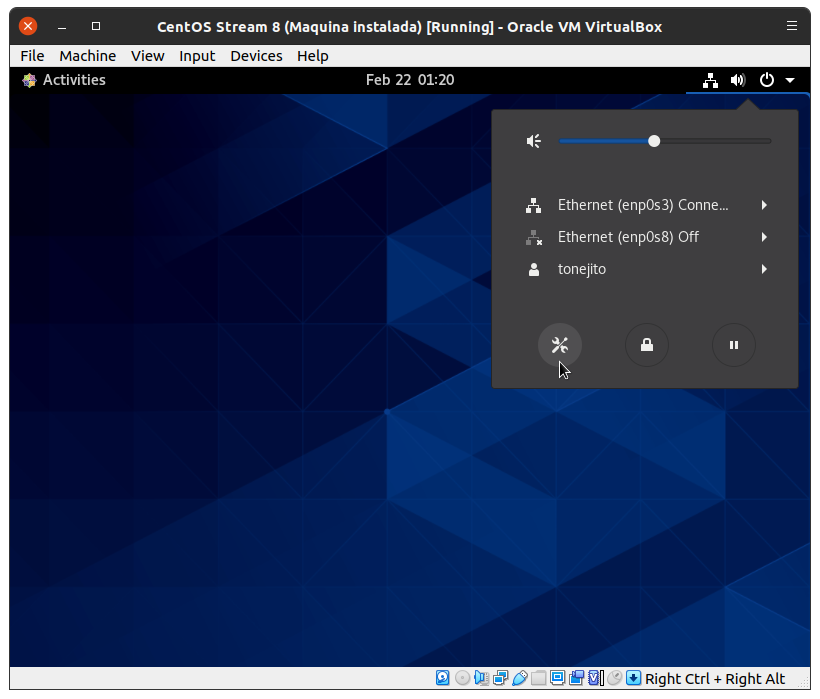 CentOS Stream 8 (Maquina instalada) [Running] - Oracle VM VirtualBox
File Machine View Input Devices Help
Activities Feb 22 01:20
Ethernet (enp0s3) Conne...
Ethernet (enp0s8) Off
tonejito
Right Ctrl + Right Alt